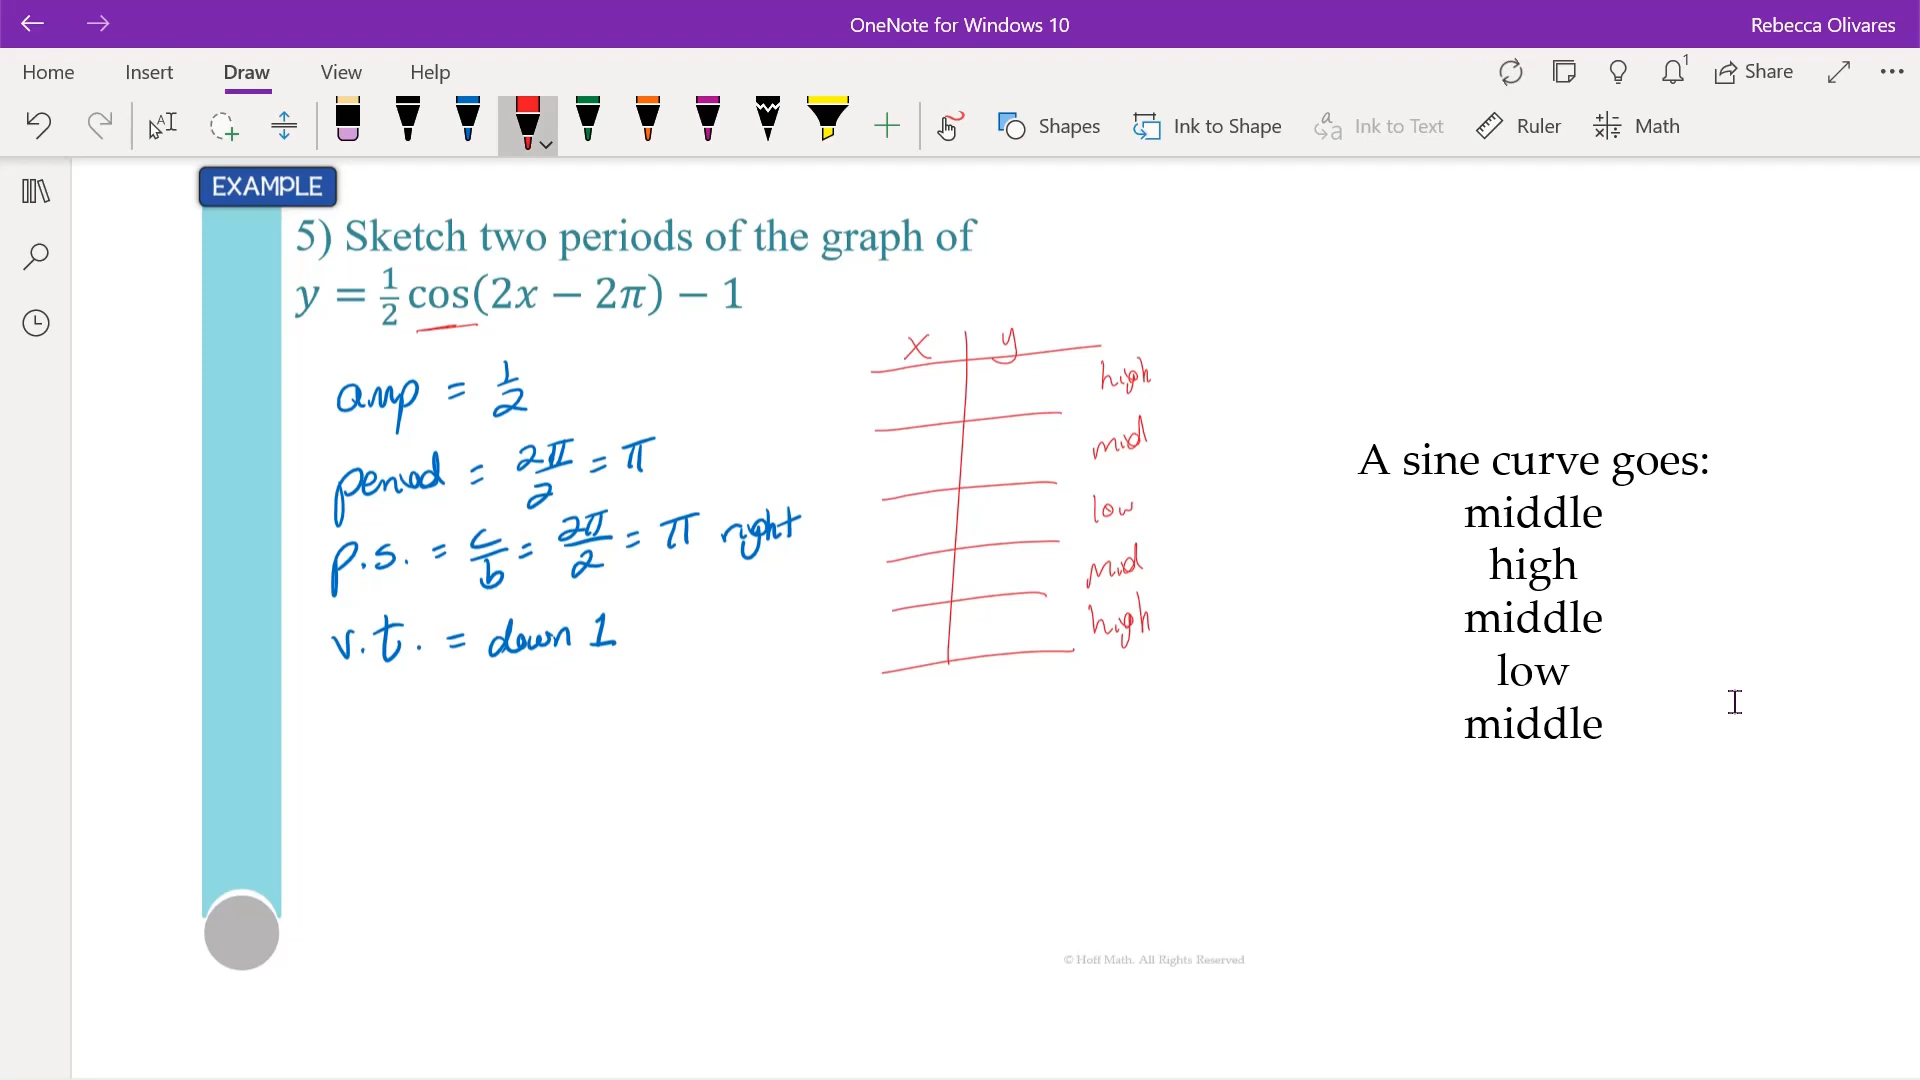 OneNote for Windows 10
Rebecca Olivares
Home Insert Draw View Help
1
Share
Shapes Ink to Shape Ink to Text Ruler Math
EXAMPLE
5) Sketch two periods of the graph of
y = 1/2 cos(2x − 2π) − 1
amp = 1/2
period = 2π/2 = π
p.s. = c/b = 2π/2 = π right
v.t. = down 1
x y
high
mid
low
mid
high
A sine curve goes:
middle
high
middle
low
middle
© Hoff Math. All Rights Reserved